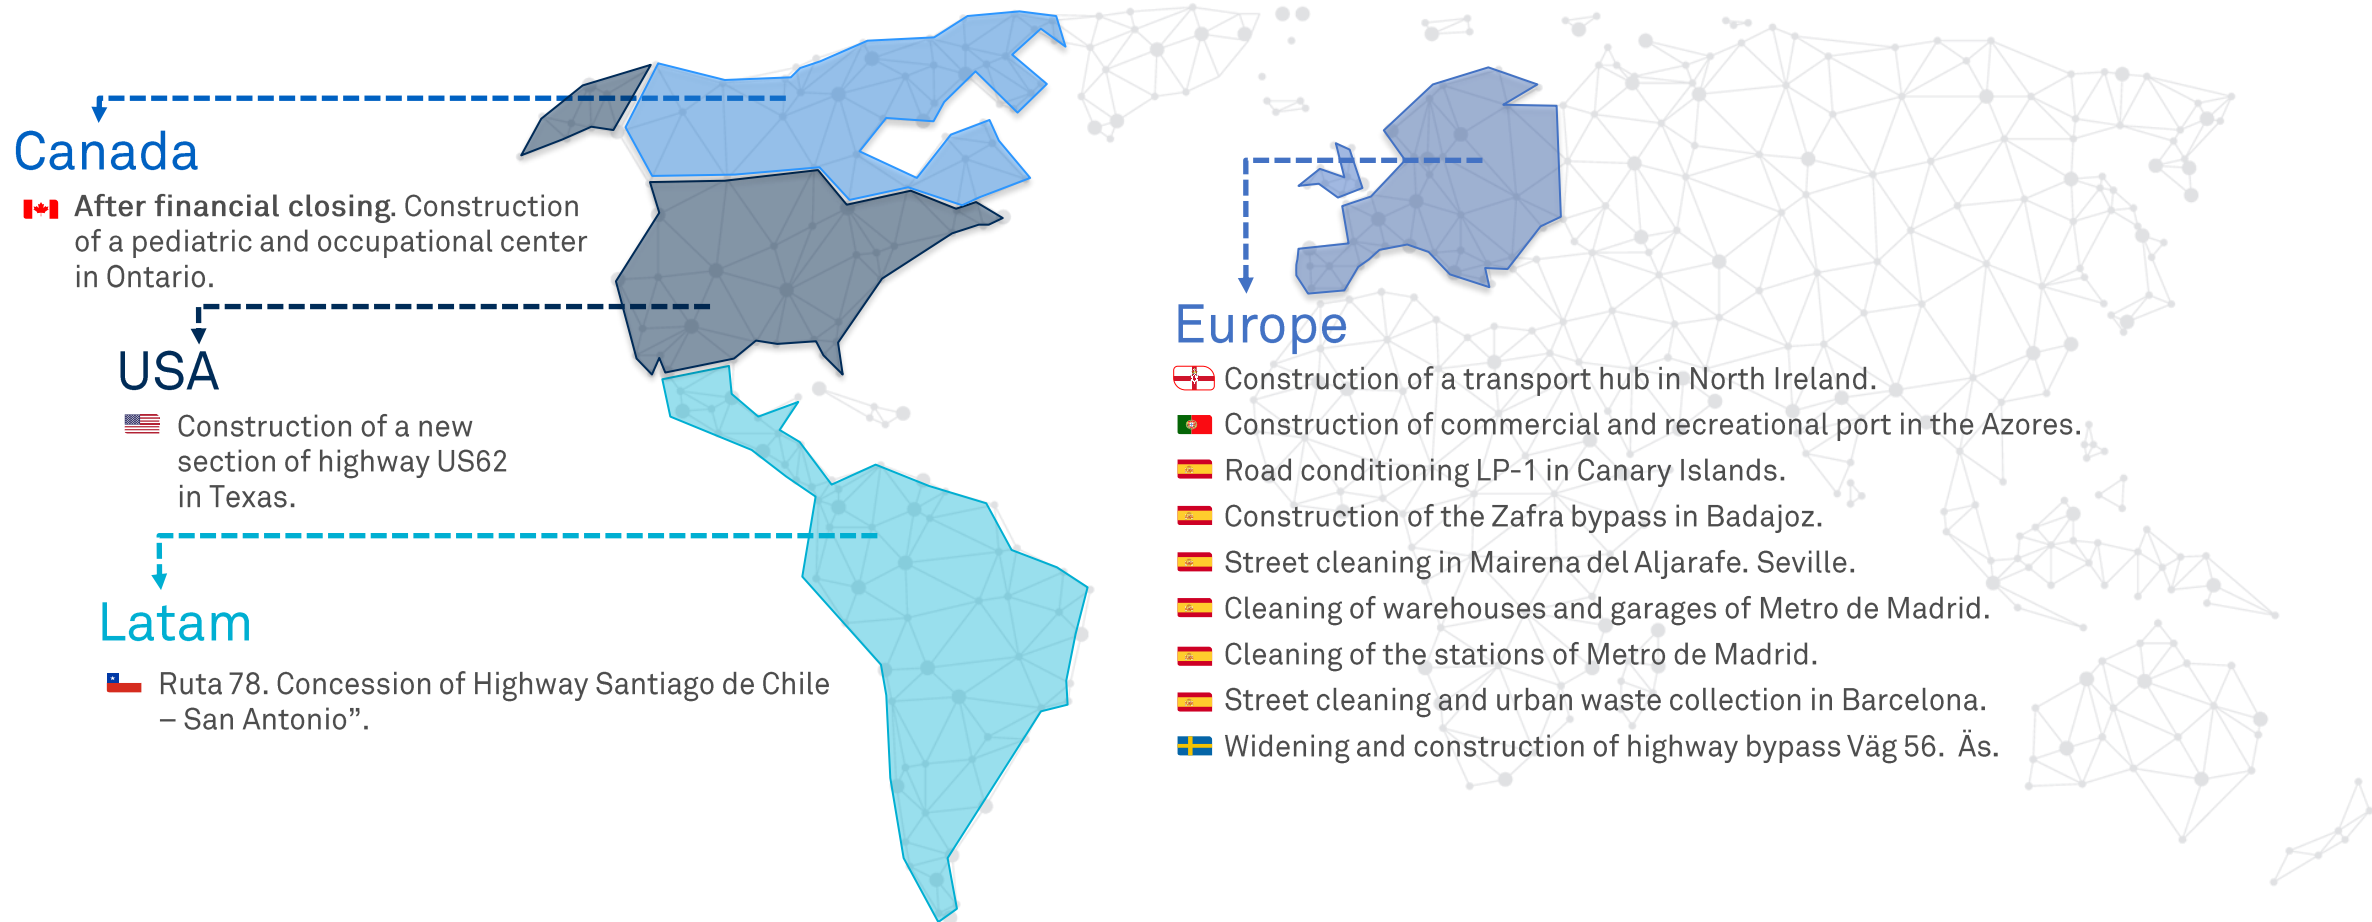 Canada
After financial closing. Construction
of a pediatric and occupational center
in Ontario.
USA
Construction of a new
section of highway US62
in Texas.
Latam
Ruta 78. Concession of Highway Santiago de Chile
– San Antonio”.
Europe
Construction of a transport hub in North Ireland.
Construction of commercial and recreational port in the Azores.
Road conditioning LP-1 in Canary Islands.
Construction of the Zafra bypass in Badajoz.
Street cleaning in Mairena del Aljarafe. Seville.
Cleaning of warehouses and garages of Metro de Madrid.
Cleaning of the stations of Metro de Madrid.
Street cleaning and urban waste collection in Barcelona.
Widening and construction of highway bypass Väg 56.  Äs.